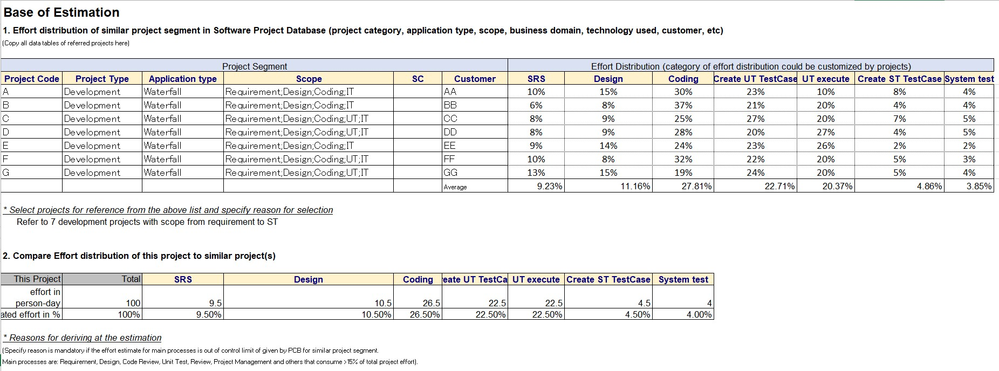 Base of Estimation
1. Effort distribution of similar project segment in Software Project Database (project category, application type, scope, business domain, technology used, customer, etc)
(Copy all data tables of referred projects here)
Project Segment Effort Distribution (category of effort distribution could be customized by projects)
Project Code Project Type Application type Scope SC Customer SRS Design Coding Create UT TestCase UT execute Create ST TestCase System test
A Development Waterfall Requirement;Design;Coding;IT AA 10% 15% 30% 23% 10% 8% 4%
B Development Waterfall Requirement;Design;Coding;IT BB 6% 8% 37% 21% 20% 4% 4%
C Development Waterfall Requirement;Design;Coding;UT;IT CC 8% 9% 25% 27% 20% 7% 5%
D Development Waterfall Requirement;Design;Coding;UT;IT DD 8% 9% 28% 20% 27% 4% 5%
E Development Waterfall Requirement;Design;Coding;IT EE 9% 14% 24% 23% 26% 2% 2%
F Development Waterfall Requirement;Design;Coding;UT;IT FF 10% 8% 32% 22% 20% 5% 3%
G Development Waterfall Requirement;Design;Coding;UT;IT GG 13% 15% 19% 24% 20% 5% 4%
Average 9.23% 11.16% 27.81% 22.71% 20.37% 4.86% 3.85%
* Select projects for reference from the above list and specify reason for selection
Refer to 7 development projects with scope from requirement to ST
2. Compare Effort distribution of this project to similar project(s)
This Project Total SRS Design Coding reate UT TestCa UT execute Create ST TestCase System test
effort in
person-day 100 9.5 10.5 26.5 22.5 22.5 4.5 4
ated effort in % 100% 9.50% 10.50% 26.50% 22.50% 22.50% 4.50% 4.00%
* Reasons for deriving at the estimation
(Specify reason is mandatory if the effort estimate for main processes is out of control limit of given by PCB for similar project segment.
Main processes are: Requirement, Design, Code Review, Unit Test, Review, Project Management and others that consume >15% of total project effort).